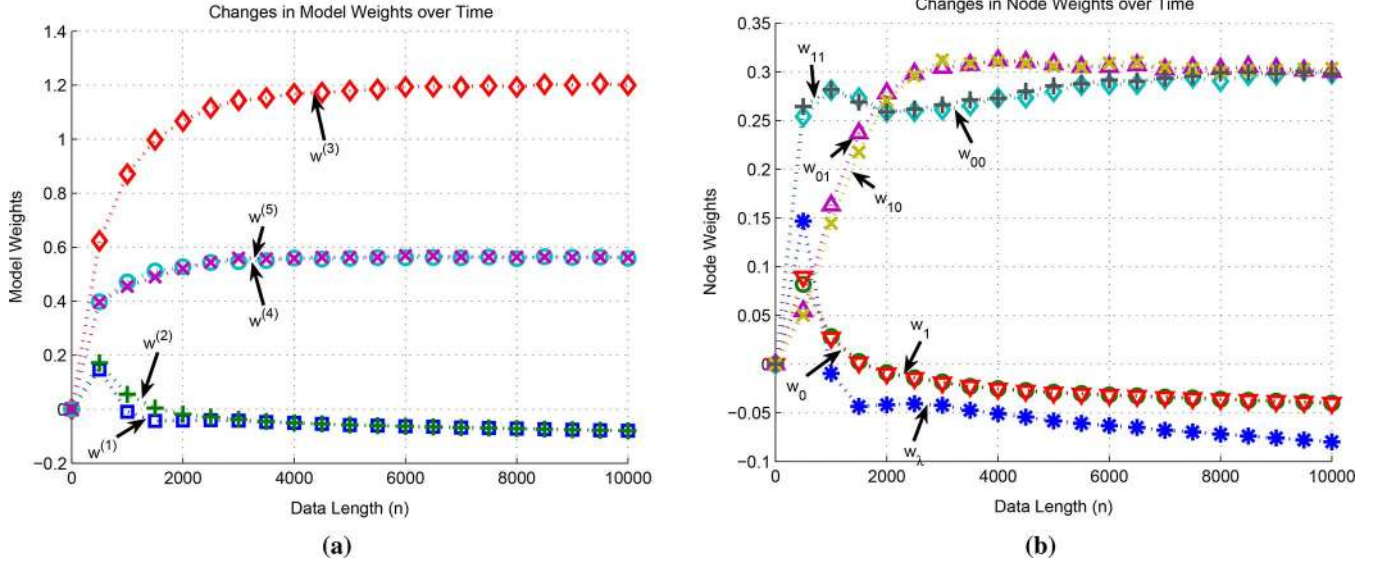 Changes in Model Weights over Time
1.4
1.2
1
0.8
0.6
0.4
0.2
0
−0.2
Model Weights
w(3)
w(5)
w(4)
w(2)
w(1)
0 2000 4000 6000 8000 10000
Data Length (n)
(a)
Changes in Node Weights over Time
0.35
0.3
0.25
0.2
0.15
0.1
0.05
0
−0.05
−0.1
Node Weights
w11
w01
w10
w00
w1
w0
wλ
0 2000 4000 6000 8000 10000
Data Length (n)
(b)